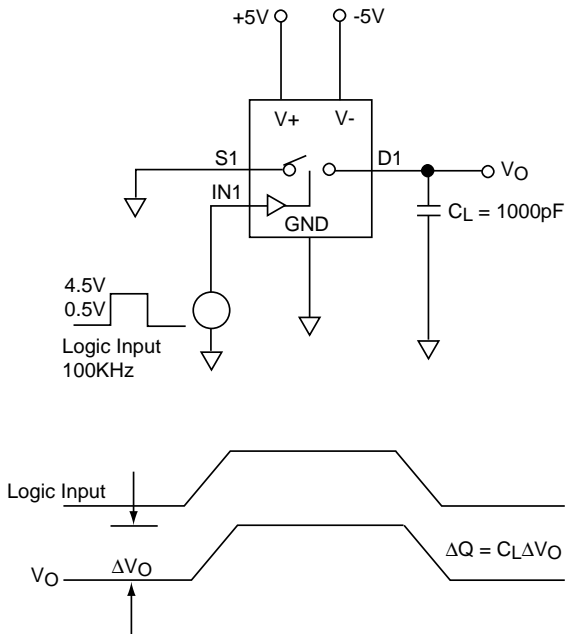 +5V
-5V
V+
V-
S1
D1
VO
IN1
GND
CL = 1000pF
4.5V
0.5V
Logic Input
100KHz
Logic Input
ΔQ = CLΔVO
VO
ΔVO